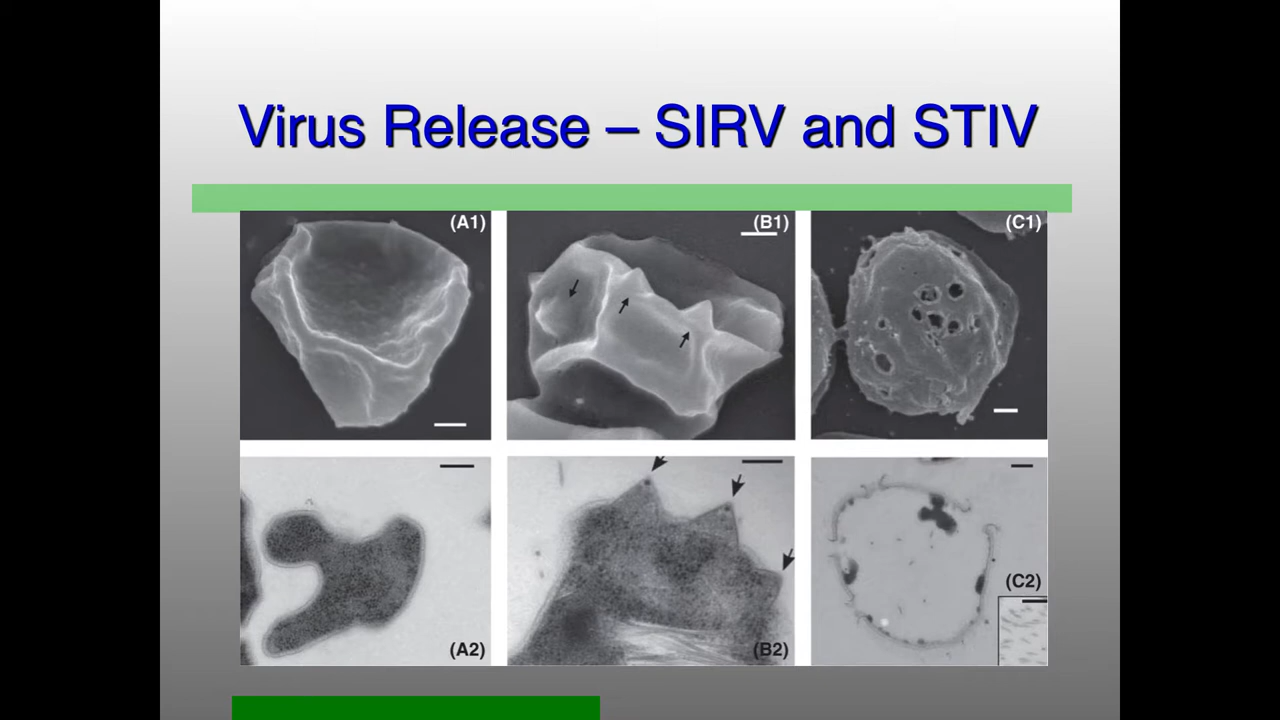 Virus Release – SIRV and STIV
(A1)
(B1)
(C1)
(A2)
(B2)
(C2)